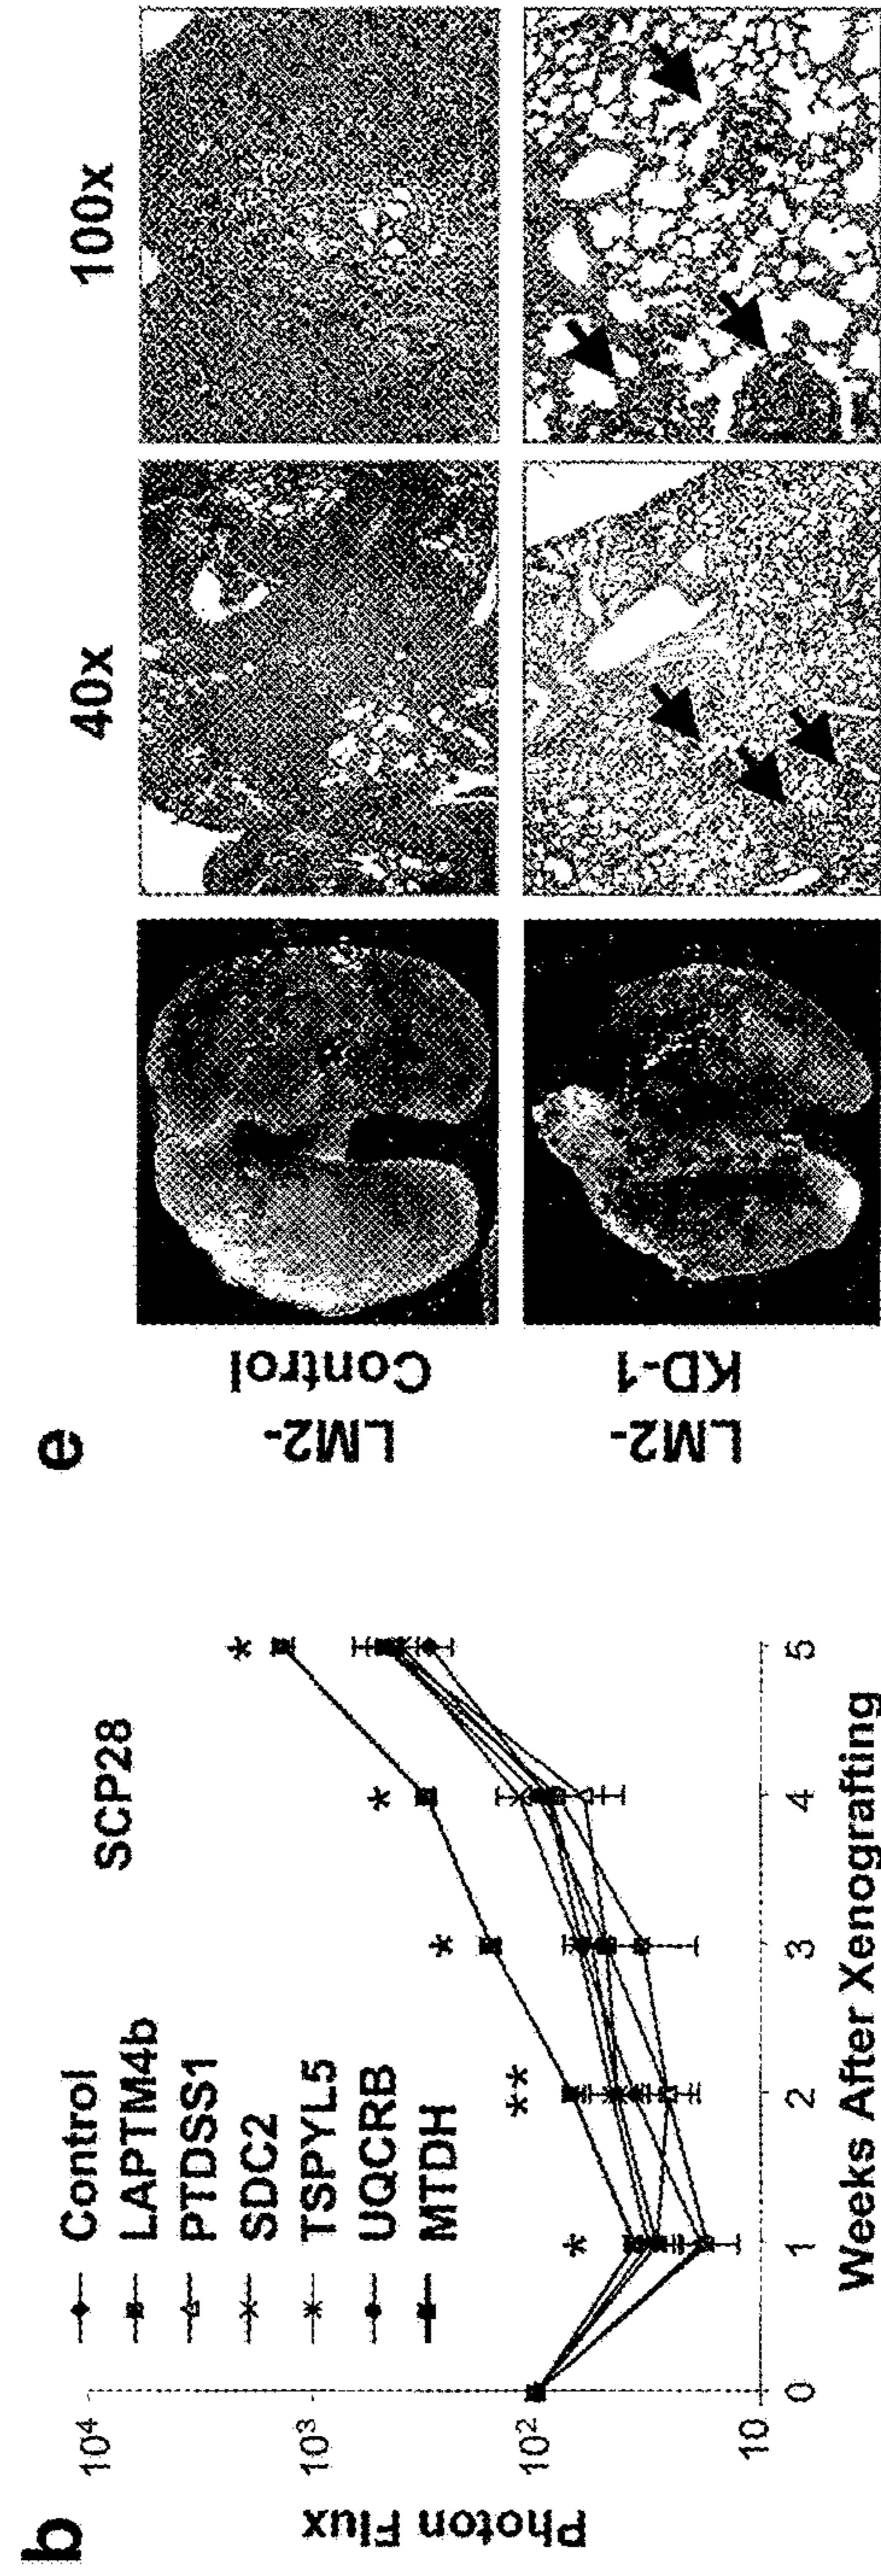 b
SCP28
Control
LAPTM4b
PTDSS1
SDC2
TSPYL5
UQCRB
MTDH
Photon Flux
10⁴
10³
10²
10
*
**
*
*
*
0 1 2 3 4 5
Weeks After Xenografting
e
40x 100x
LM2-
Control
LM2-
KD-1